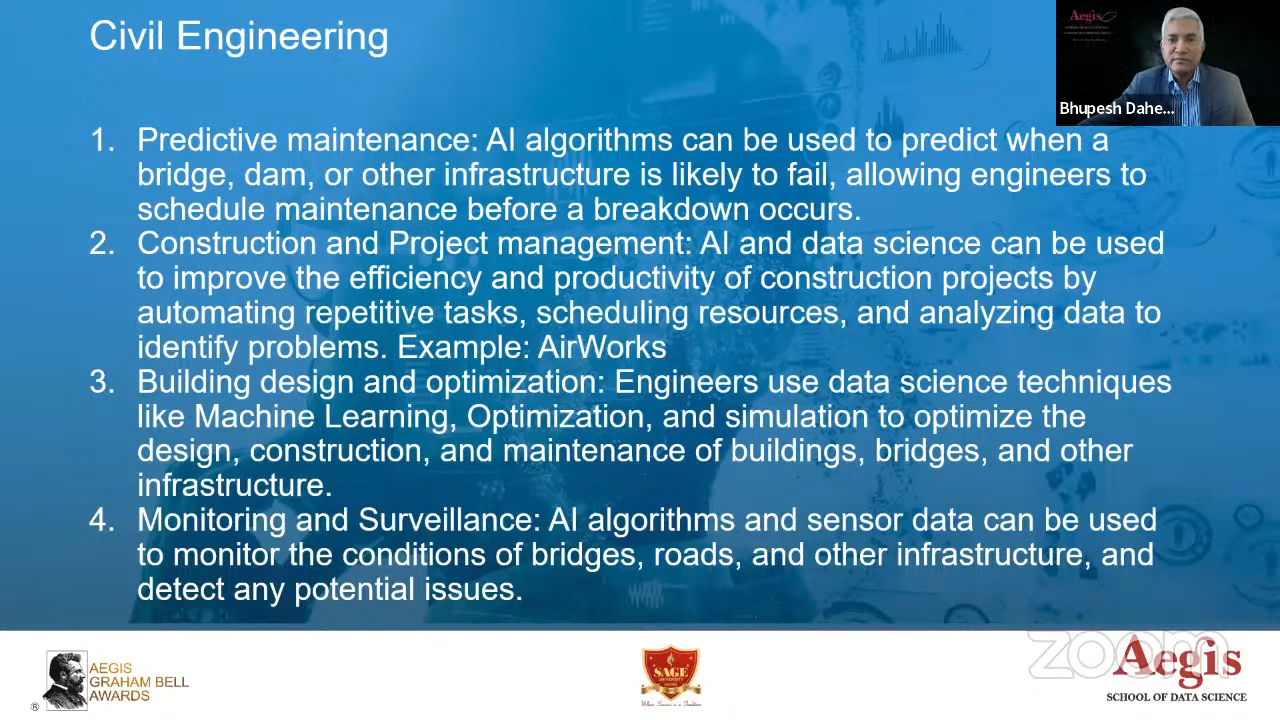 Civil Engineering
Aegis
Bhupesh Dahe...
1. Predictive maintenance: AI algorithms can be used to predict when a
bridge, dam, or other infrastructure is likely to fail, allowing engineers to
schedule maintenance before a breakdown occurs.
2. Construction and Project management: AI and data science can be used
to improve the efficiency and productivity of construction projects by
automating repetitive tasks, scheduling resources, and analyzing data to
identify problems. Example: AirWorks
3. Building design and optimization: Engineers use data science techniques
like Machine Learning, Optimization, and simulation to optimize the
design, construction, and maintenance of buildings, bridges, and other
infrastructure.
4. Monitoring and Surveillance: AI algorithms and sensor data can be used
to monitor the conditions of bridges, roads, and other infrastructure, and
detect any potential issues.
®
AEGIS
GRAHAM BELL
AWARDS
SAGE
UNIVERSITY
zoom
Aegis
SCHOOL OF DATA SCIENCE